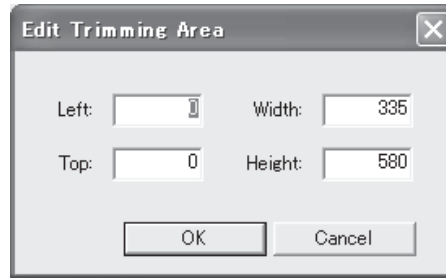 Edit Trimming Area
Left: 0 Width: 335
Top: 0 Height: 580
OK Cancel